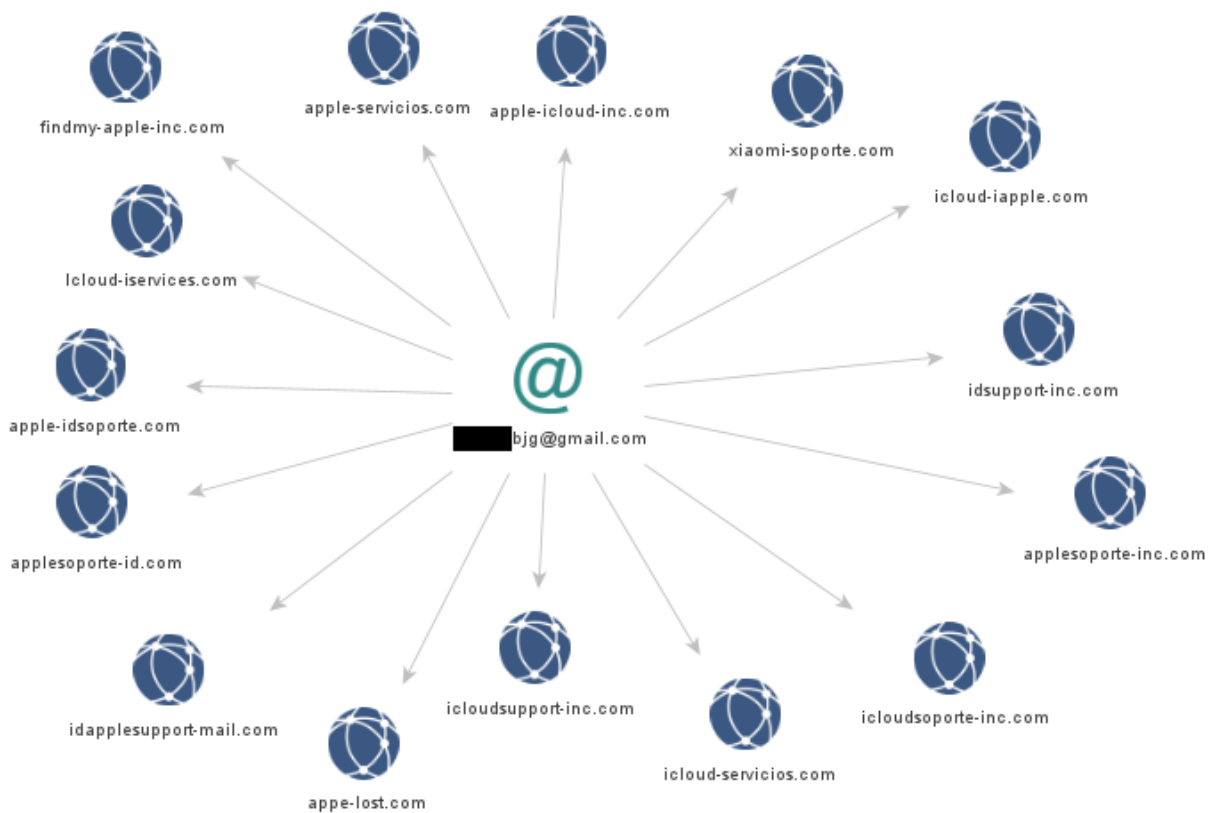 apple-servicios.com
apple-icloud-inc.com
findmy-apple-inc.com
xiaomi-soporte.com
icloud-iapple.com
lcloud-iservices.com
idsupport-inc.com
apple-idsoporte.com
bjg@gmail.com
applesoporte-inc.com
applesoporte-id.com
icloudsupport-inc.com
icloudsoporte-inc.com
idapplesupport-mail.com
icloud-servicios.com
appe-lost.com